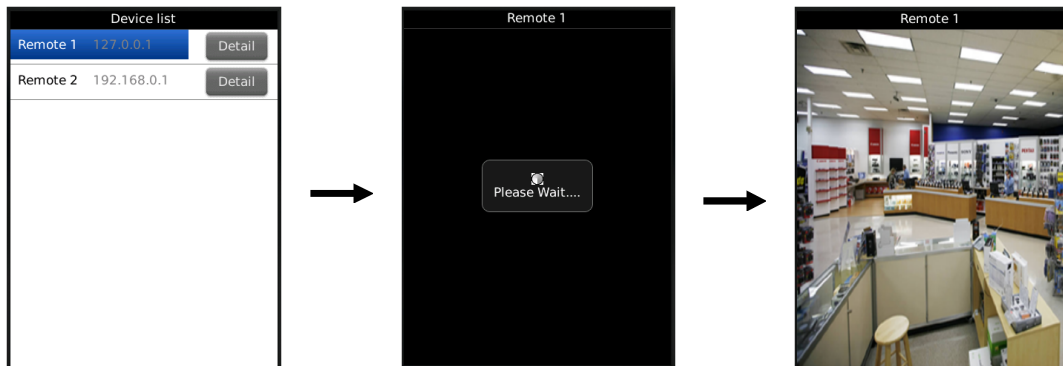 Device list
Remote 1 127.0.0.1 Detail
Remote 2 192.168.0.1 Detail
Remote 1
Please Wait....
Remote 1